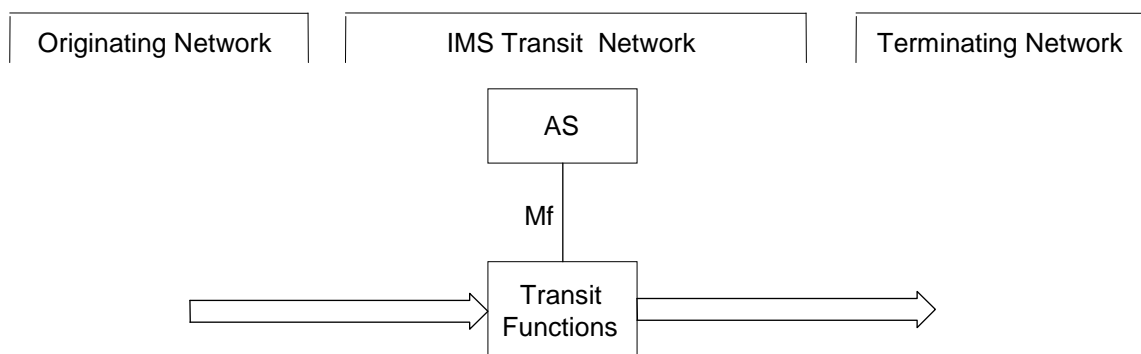 Originating Network
IMS Transit Network
Terminating Network
AS
Mf
Transit
Functions